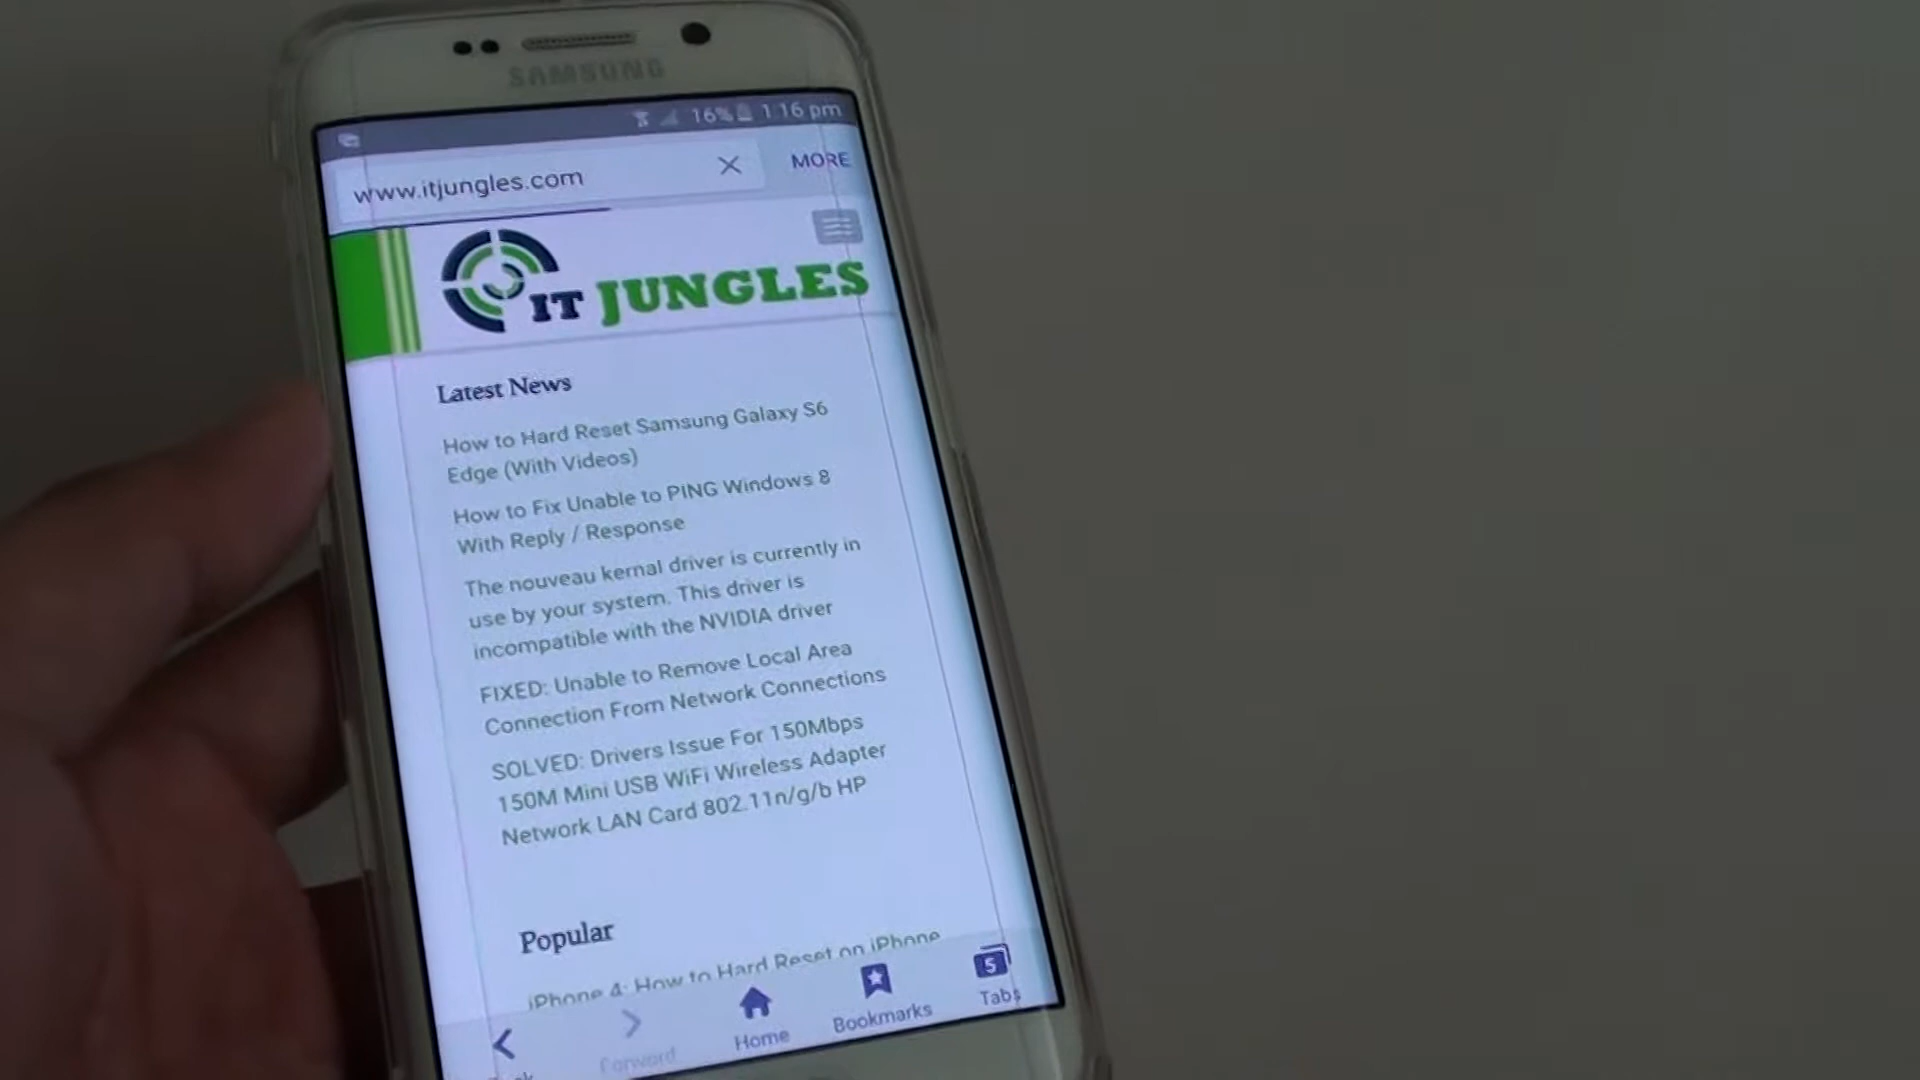 SAMSUNG
16% 1:16 pm
www.itjungles.com
MORE
IT JUNGLES
Latest News
How to Hard Reset Samsung Galaxy S6
Edge (With Videos)
How to Fix Unable to PING Windows 8
With Reply / Response
The nouveau kernal driver is currently in
use by your system. This driver is
incompatible with the NVIDIA driver
FIXED: Unable to Remove Local Area
Connection From Network Connections
SOLVED: Drivers Issue For 150Mbps
150M Mini USB WiFi Wireless Adapter
Network LAN Card 802.11n/g/b HP
Popular
iPhone 4: How to Hard Reset on iPhone
5
Forward
Home
Bookmarks
Tabs